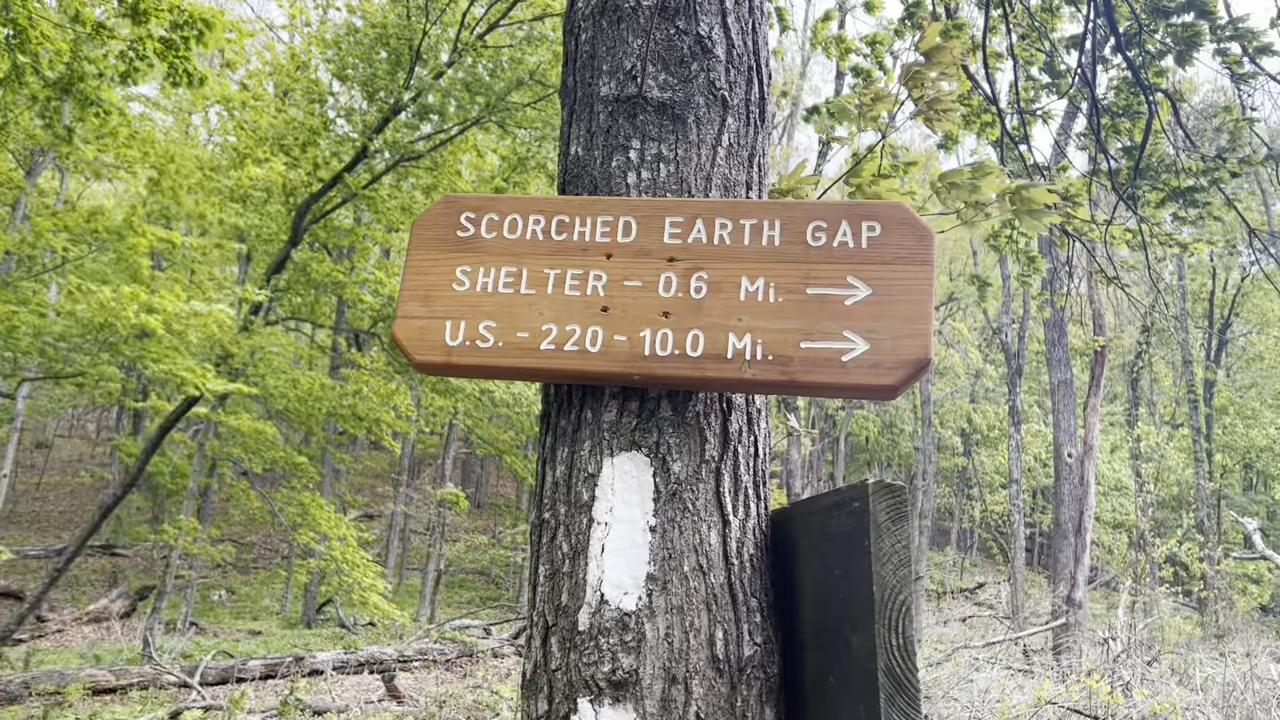 SCORCHED EARTH GAP
SHELTER - 0.6 Mi. →
U.S. - 220 - 10.0 Mi. →